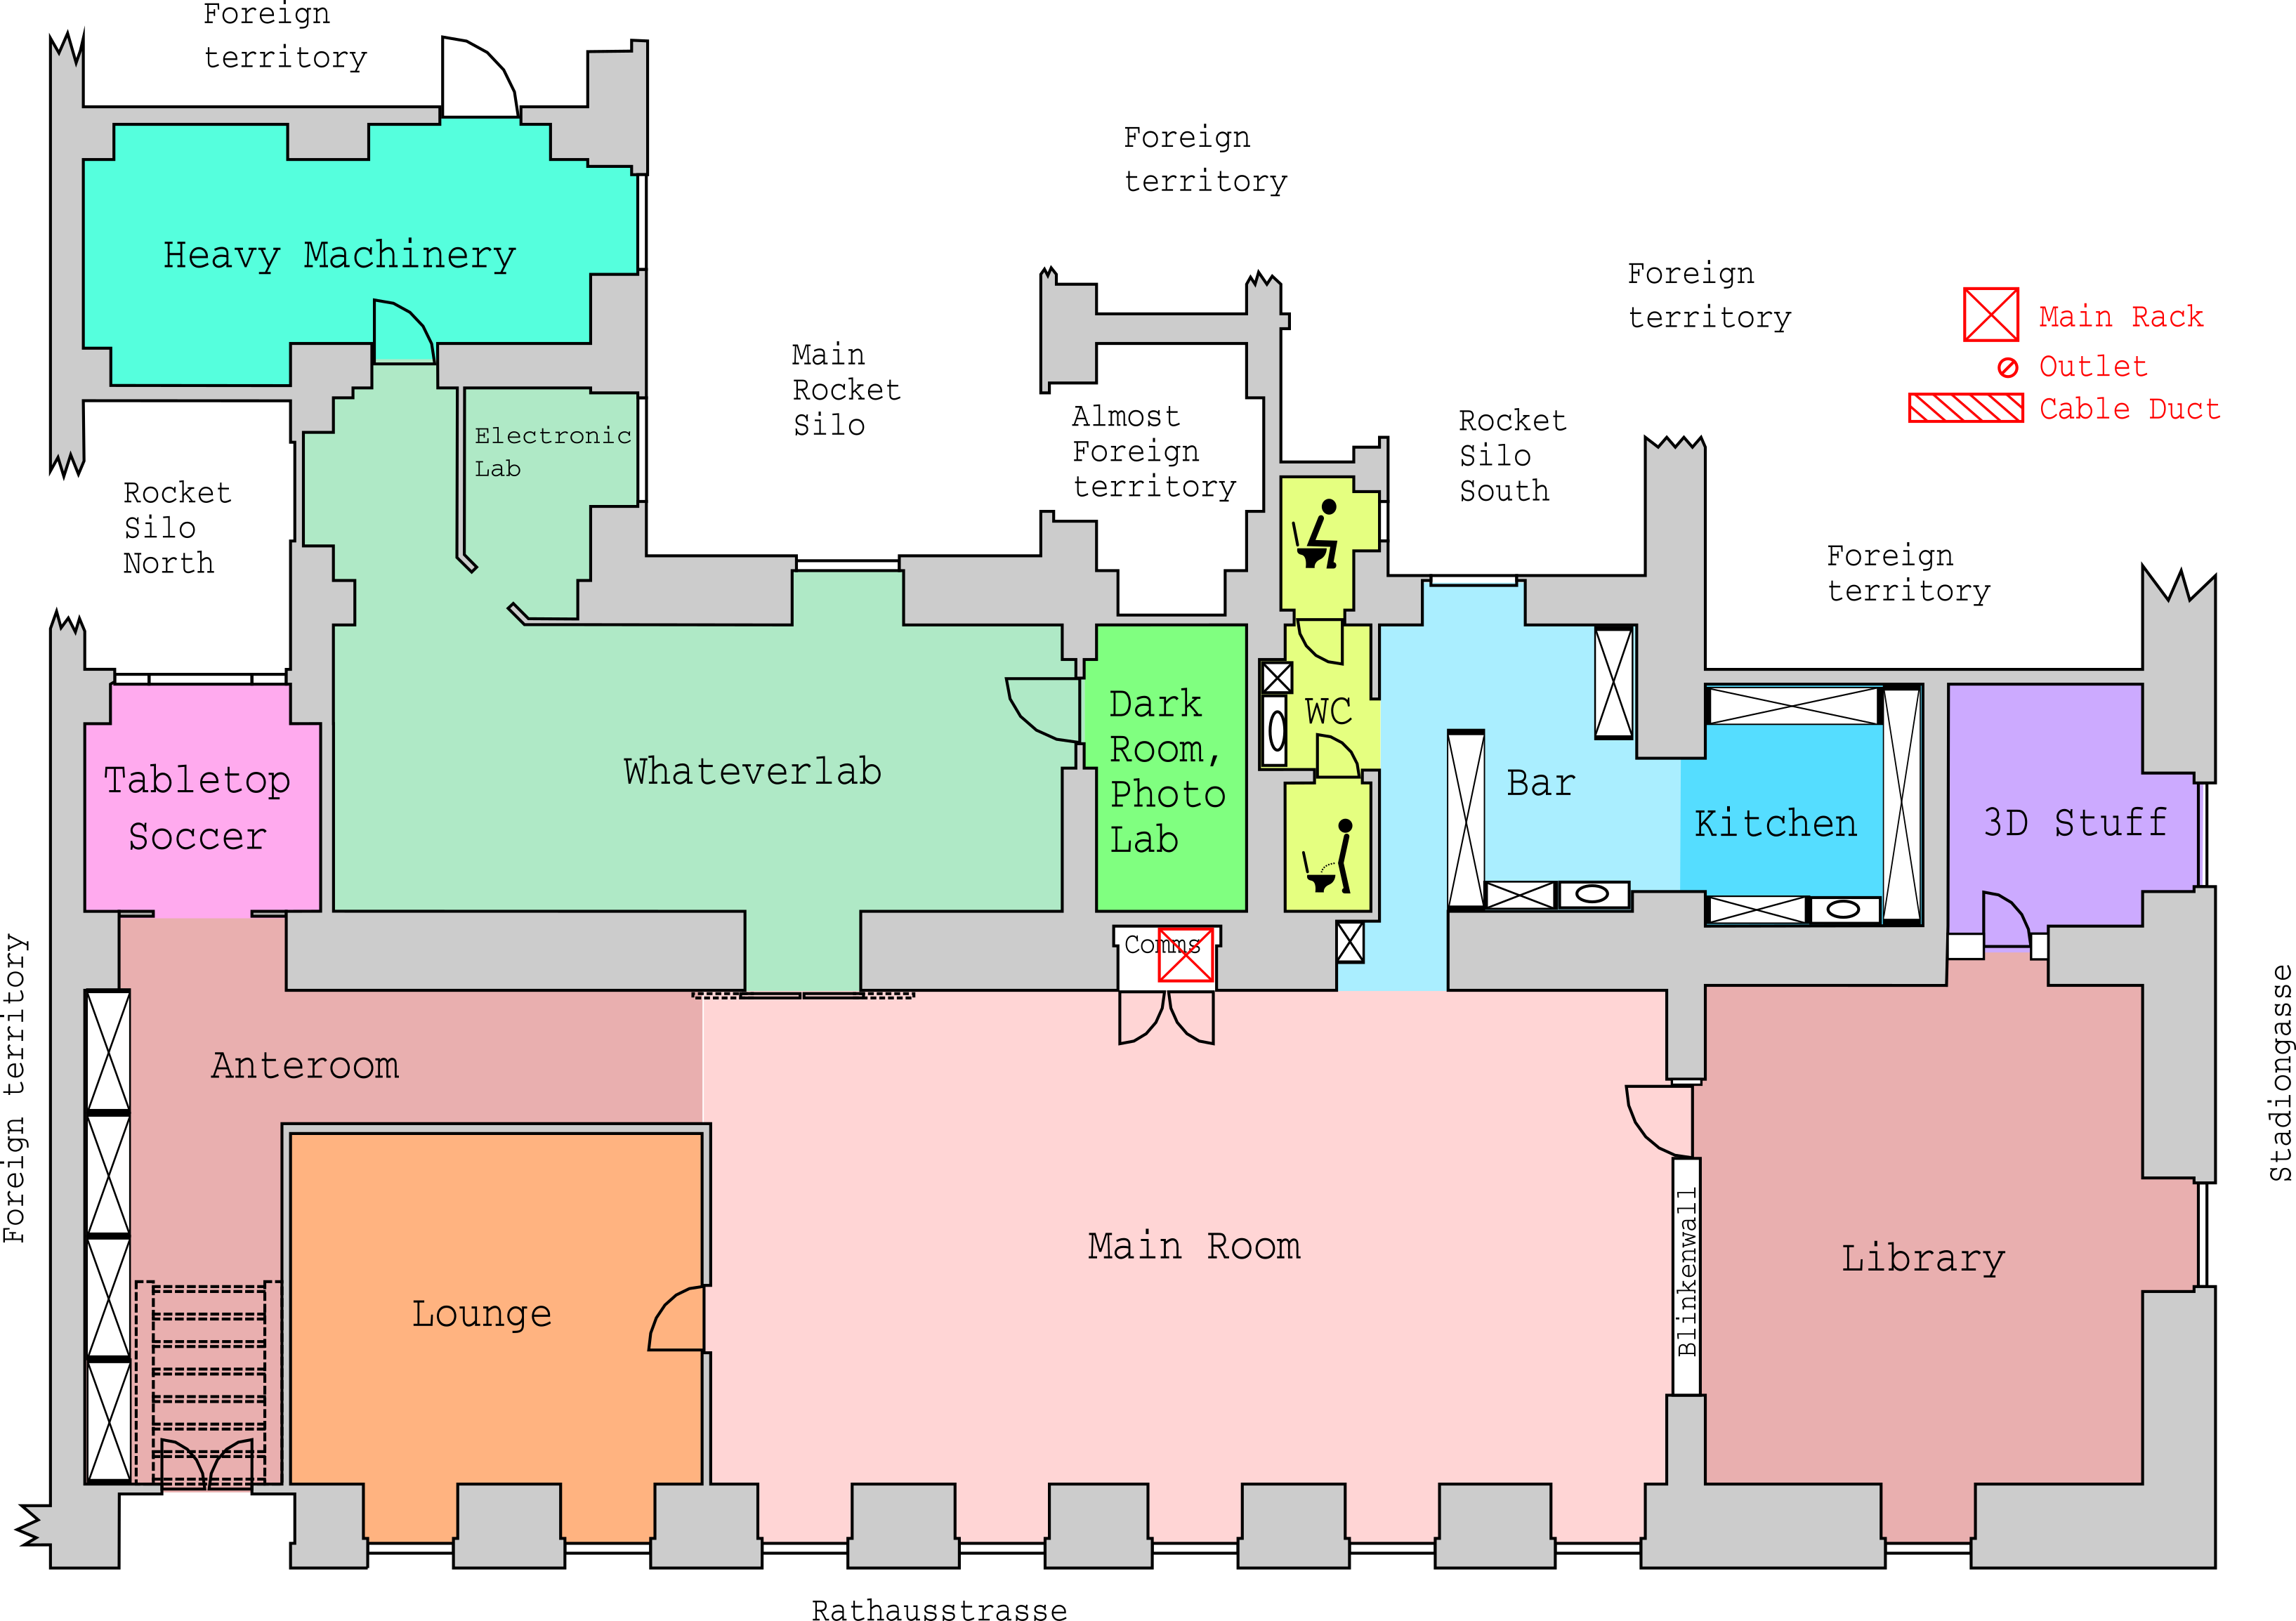 Foreign
territory
Foreign
territory
Heavy Machinery
Foreign
territory
Main Rack
Outlet
Cable Duct
Main
Rocket
Silo
Almost
Foreign
territory
Rocket
Silo
South
Electronic
Lab
Rocket
Silo
North
Foreign
territory
Tabletop
Soccer
Whateverlab
Dark
Room,
Photo
Lab
WC
Bar
Kitchen
3D Stuff
Comms
Foreign territory
Anteroom
Stadiongasse
Lounge
Main Room
Blinkenwall
Library
Rathausstrasse